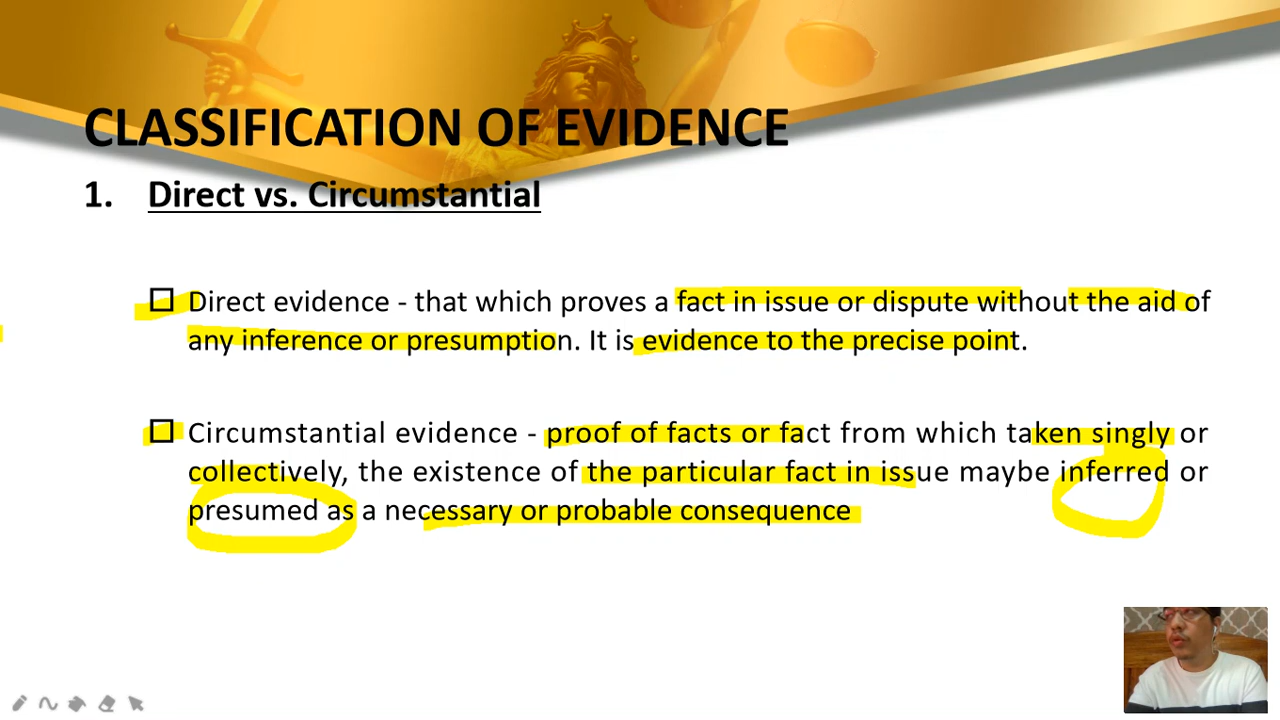 CLASSIFICATION OF EVIDENCE
1. Direct vs. Circumstantial
Direct evidence - that which proves a fact in issue or dispute without the aid of
any inference or presumption. It is evidence to the precise point.
Circumstantial evidence - proof of facts or fact from which taken singly or
collectively, the existence of the particular fact in issue maybe inferred or
presumed as a necessary or probable consequence